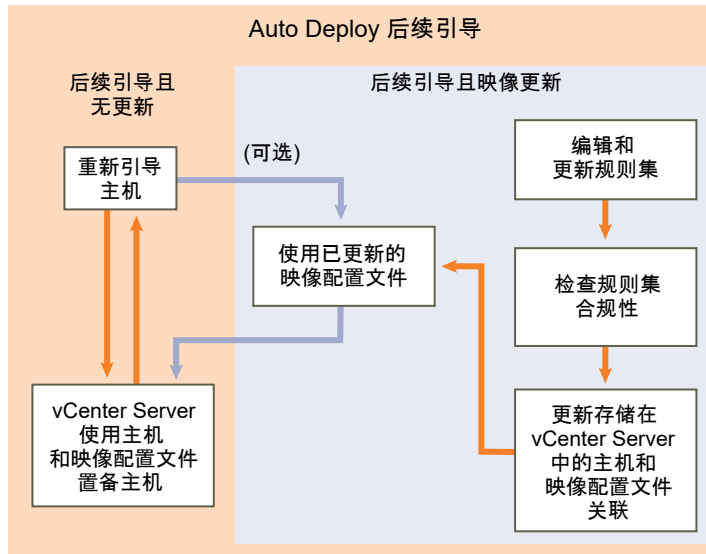 Auto Deploy 后续引导
后续引导且
无更新
后续引导且映像更新
重新引导
主机
(可选)
编辑和
更新规则集
使用已更新的
映像配置文件
检查规则集
合规性
vCenter Server
使用主机
和映像配置文件
置备主机
更新存储在
vCenter Server
中的主机和
映像配置文件
关联